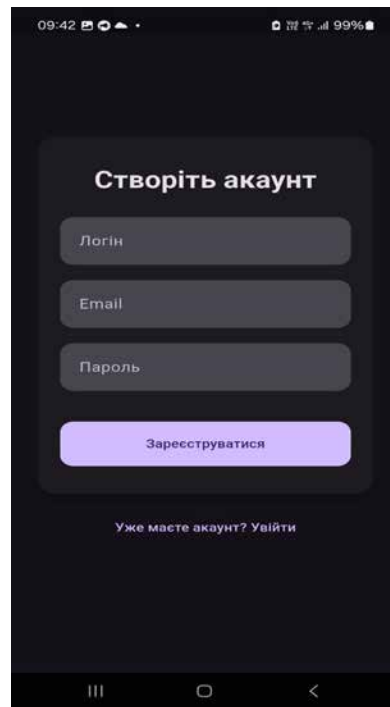 09:42
99%
Створіть акаунт
Логін
Email
Пароль
Зареєструватися
Уже маєте акаунт? Увійти